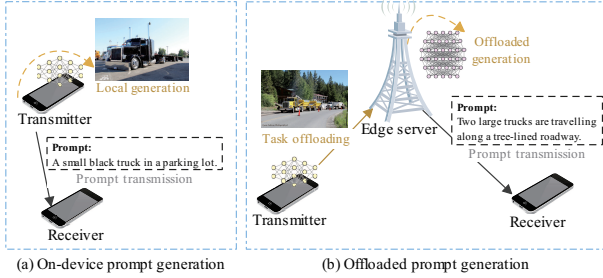 Local generation
Transmitter
Prompt:
A small black truck in a parking lot.
Prompt transmission
Receiver
(a) On-device prompt generation
Offloaded
generation
Task offloading
Edge server
Prompt:
Two large trucks are travelling
along a tree-lined roadway.
Prompt transmission
Transmitter
Receiver
(b) Offloaded prompt generation